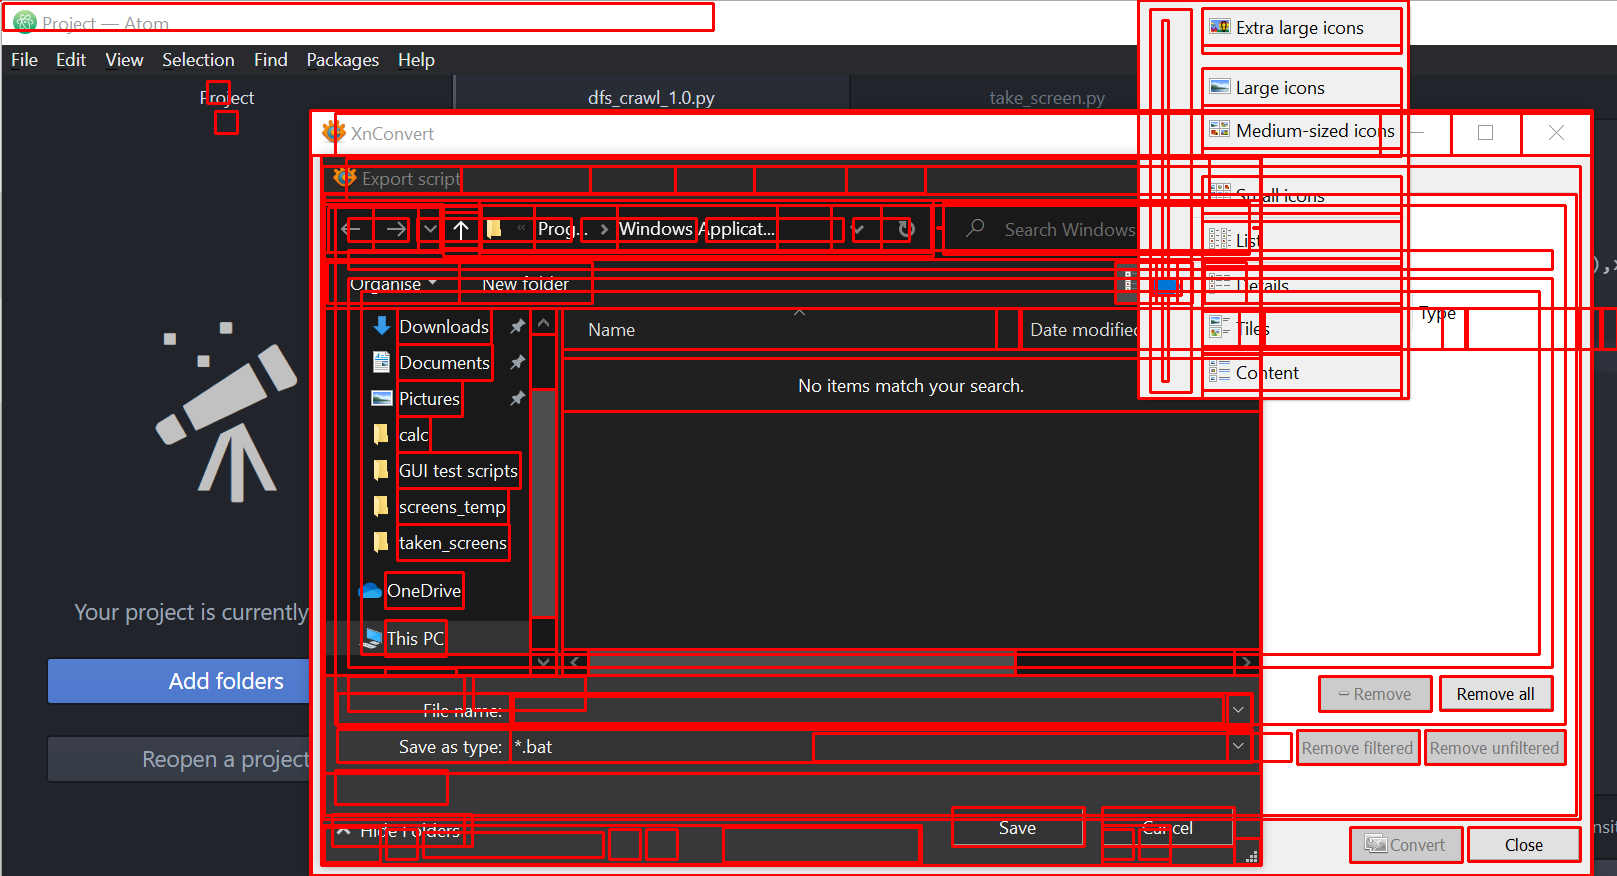 Project — Atom
Extra large icons
File Edit View Selection Find Packages Help
Large icons
Project
dfs_crawl_1.0.py
take_screen.py
Medium-sized icons
XnConvert
Export script
Small icons
Prog... Windows Applicat...
Search Windows
List
Organise
New folder
Details
Type
Name
Date modified
Tiles
Downloads
Documents
Content
No items match your search.
Pictures
calc
GUI test scripts
screens_temp
taken_screens
OneDrive
Your project is currently
This PC
Add folders
Remove
Remove all
File name:
Save as type: *.bat
Remove filtered
Remove unfiltered
Reopen a project
Hide Folders
Save
Cancel
Convert
Close